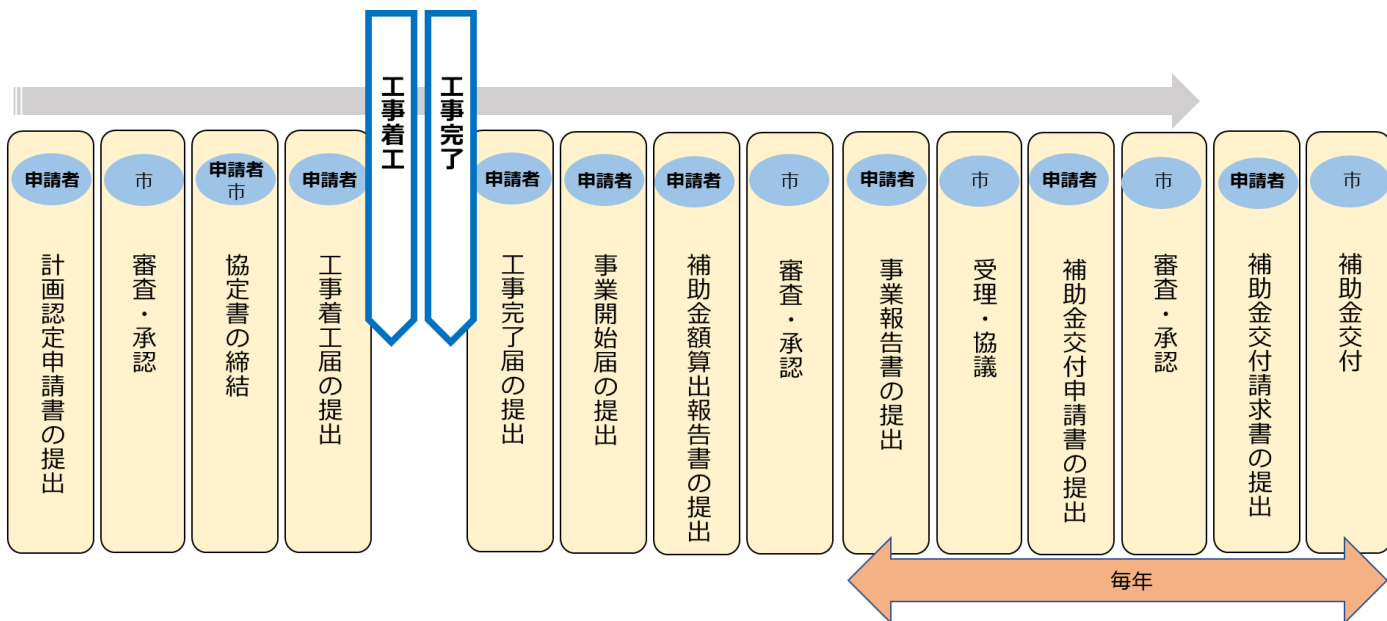 申請者
計画認定申請書の提出
市
審査・承認
申請者
市
協定書の締結
申請者
工事着工届の提出
工事着工
工事完了
申請者
工事完了届の提出
申請者
事業開始届の提出
申請者
補助金額算出報告書の提出
市
審査・承認
申請者
事業報告書の提出
市
受理・協議
申請者
補助金交付申請書の提出
市
審査・承認
申請者
補助金交付請求書の提出
市
補助金交付
毎年